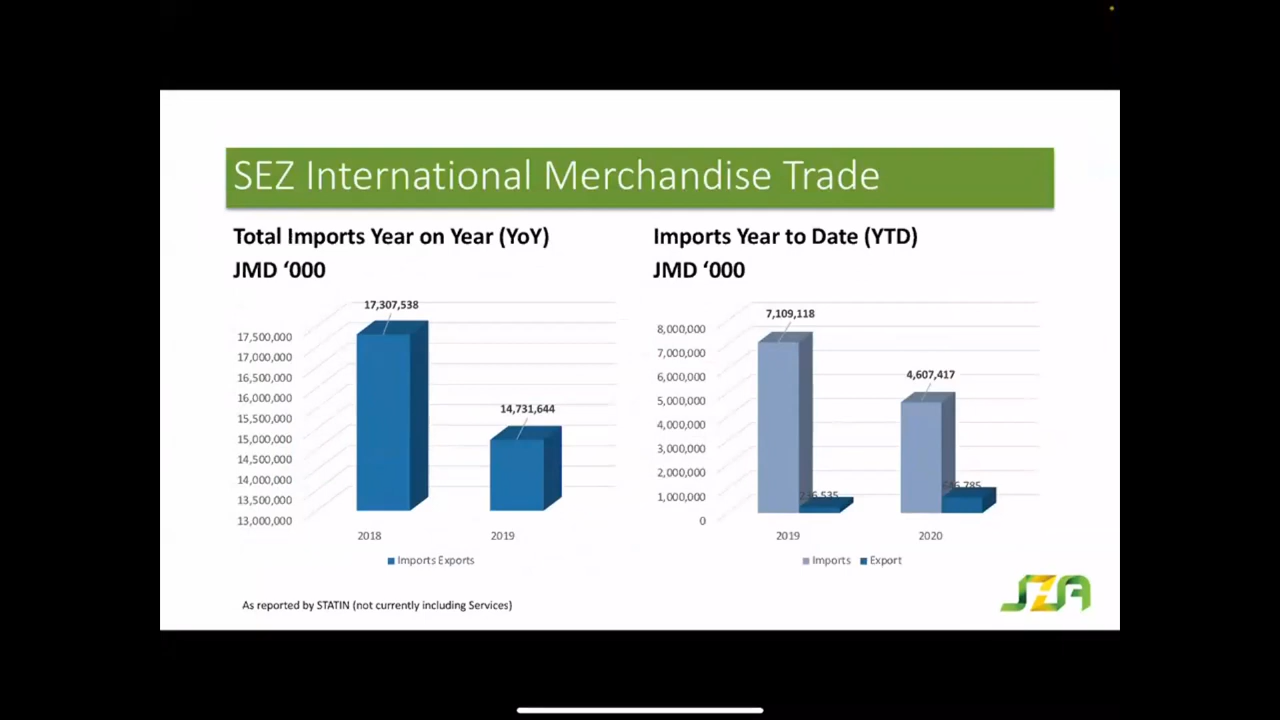 SEZ International Merchandise Trade
Total Imports Year on Year (YoY)
JMD ‘000
17,307,538
14,731,644
17,500,000
17,000,000
16,500,000
16,000,000
15,500,000
15,000,000
14,500,000
14,000,000
13,500,000
13,000,000
2018
2019
Imports Exports
Imports Year to Date (YTD)
JMD ‘000
7,109,118
4,607,417
8,000,000
7,000,000
6,000,000
5,000,000
4,000,000
3,000,000
2,000,000
1,000,000
0
2019
2020
Imports
Export
As reported by STATIN (not currently including Services)
SZA